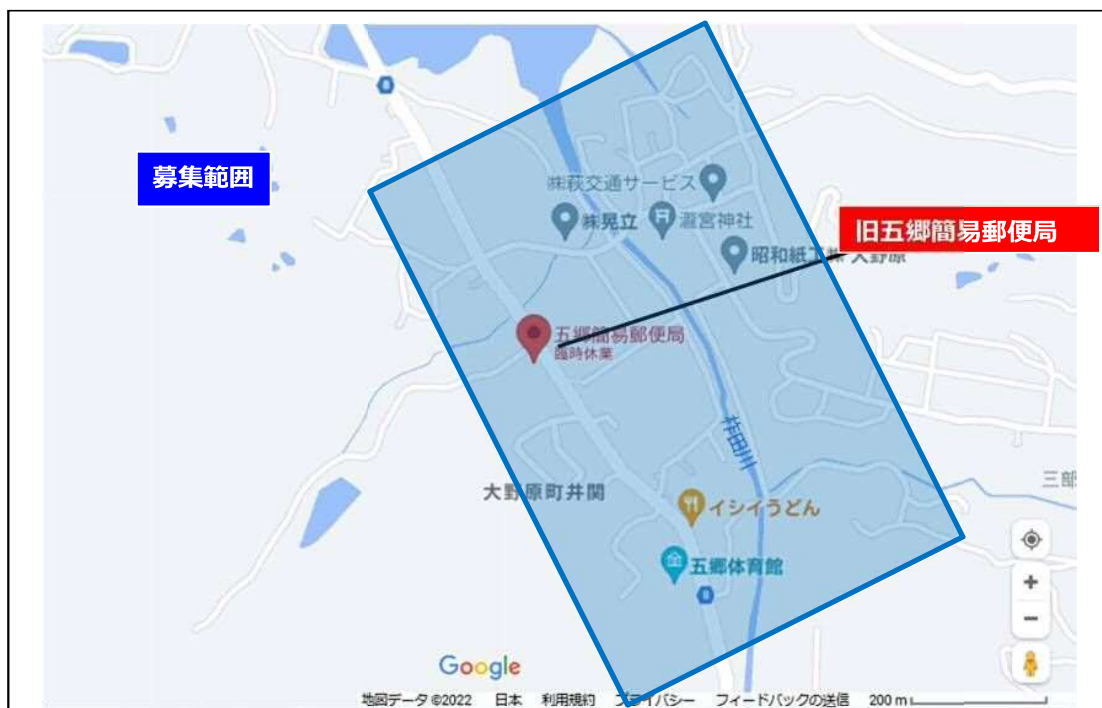 募集範囲
㈱萩交通サービス
㈱晃立
瀧宮神社
旧五郷簡易郵便局
昭和紙工㈱ 大野原
五郷簡易郵便局
臨時休業
柞田川
三部
大野原町井関
イシイうどん
五郷体育館
8
8
+
−
Google
地図データ ©2022 日本 利用規約 プライバシー フィードバックの送信 200 m